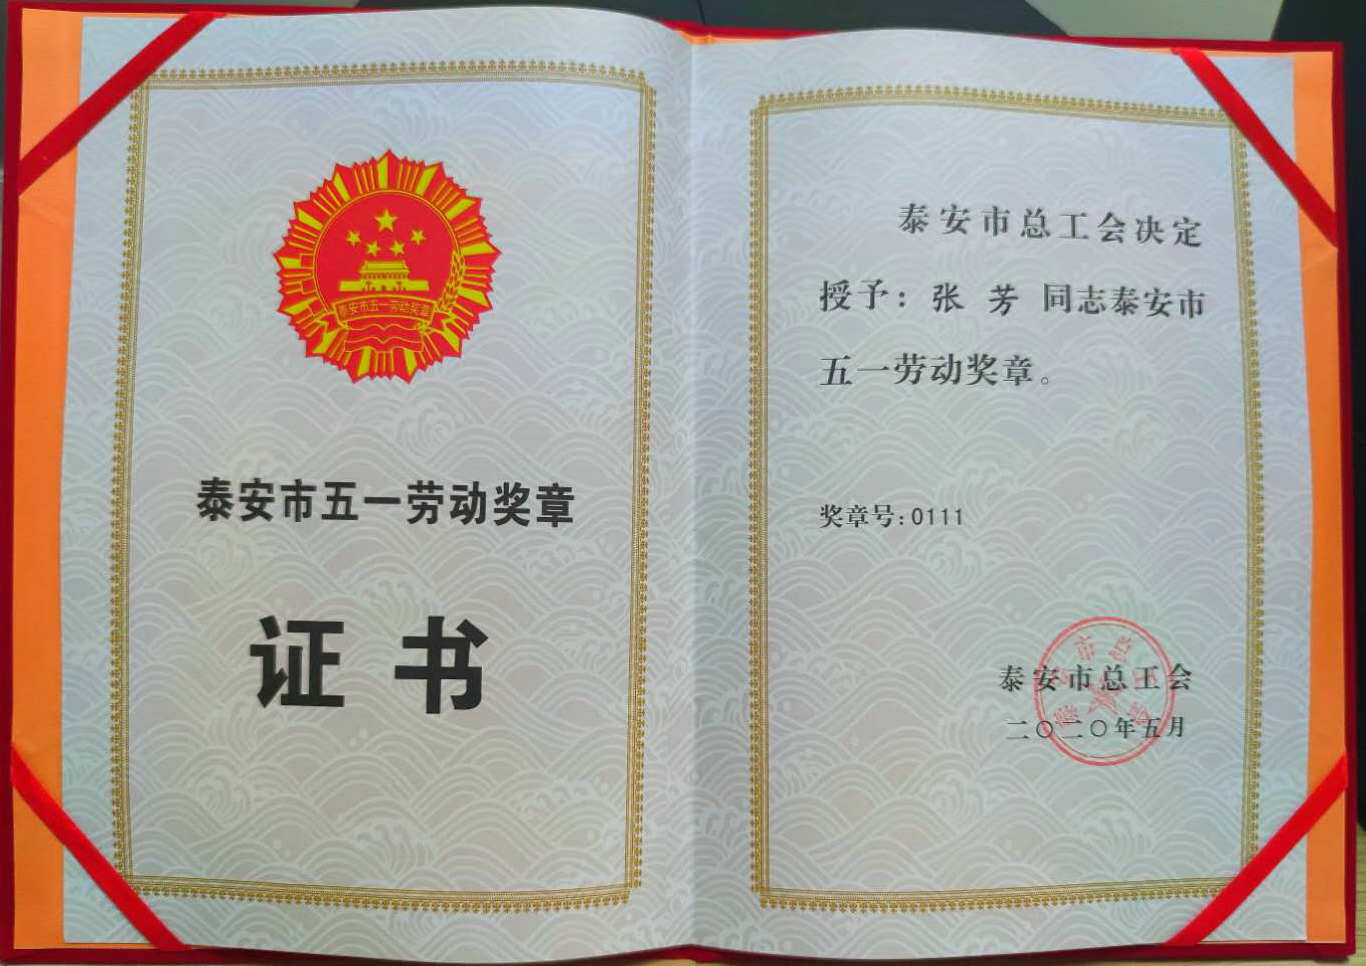 泰安市五一劳动奖章
泰安市五一劳动奖章
证书
泰安市总工会决定
授予：张 芳 同志泰安市
五一劳动奖章。
奖章号:0111
泰安市总工会
二〇二〇年五月